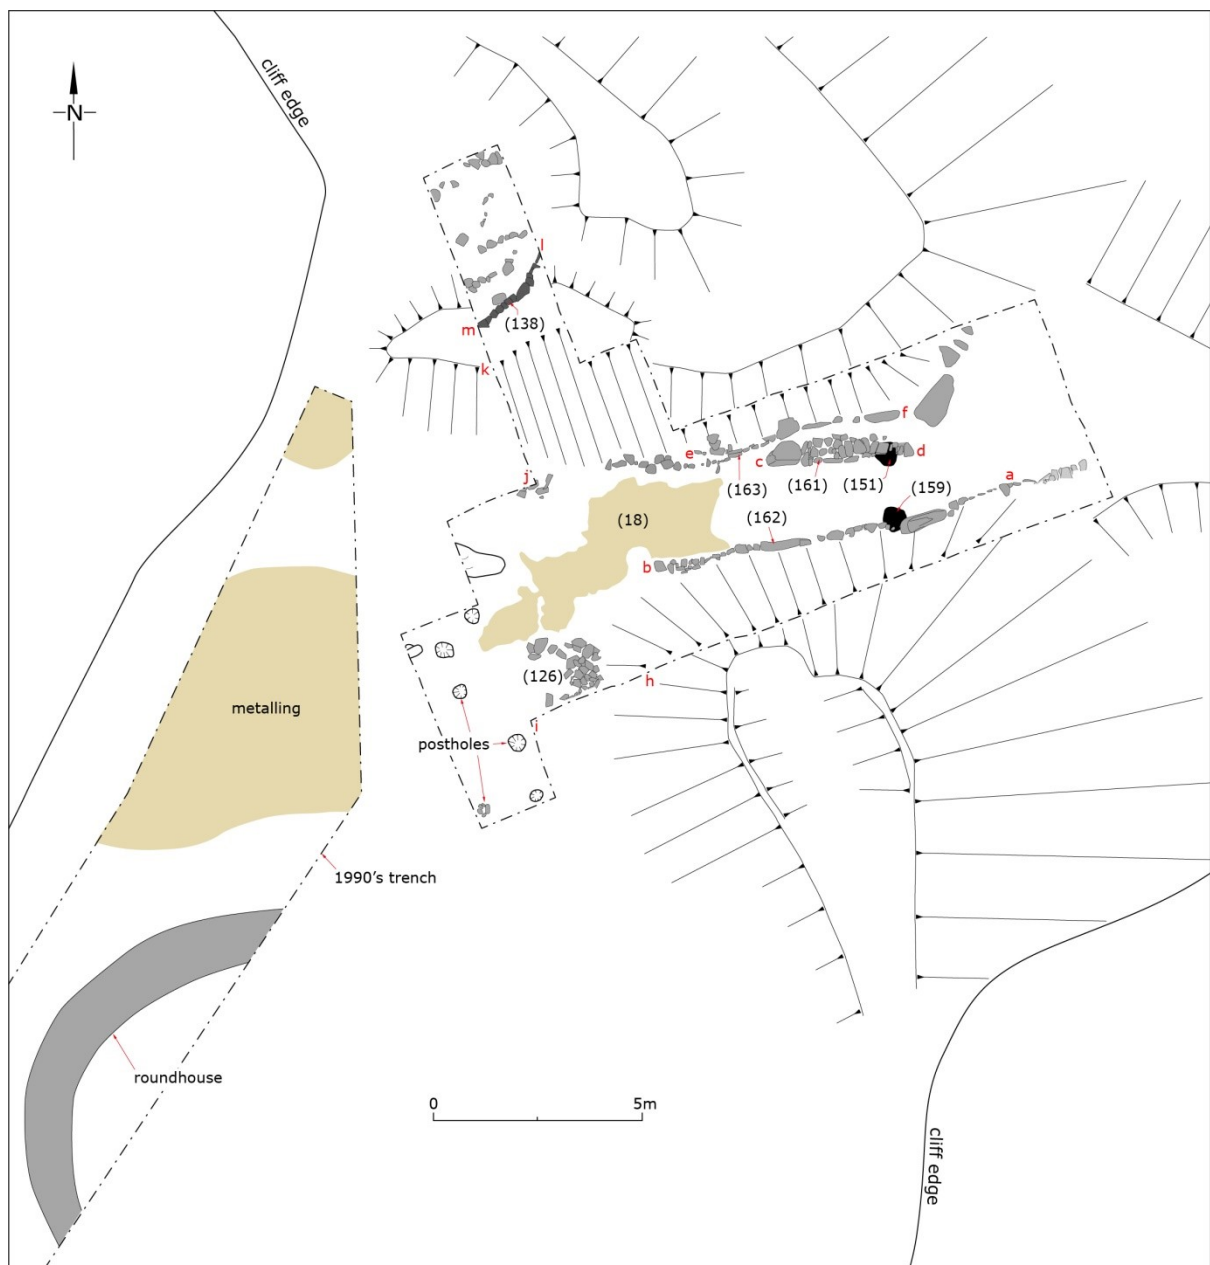 cliff edge
N
l
m
(138)
k
f
e
c
d
j
(163)
(161)
(151)
a
(159)
(18)
(162)
b
(126)
h
i
metalling
postholes
1990's trench
roundhouse
0
5m
cliff edge